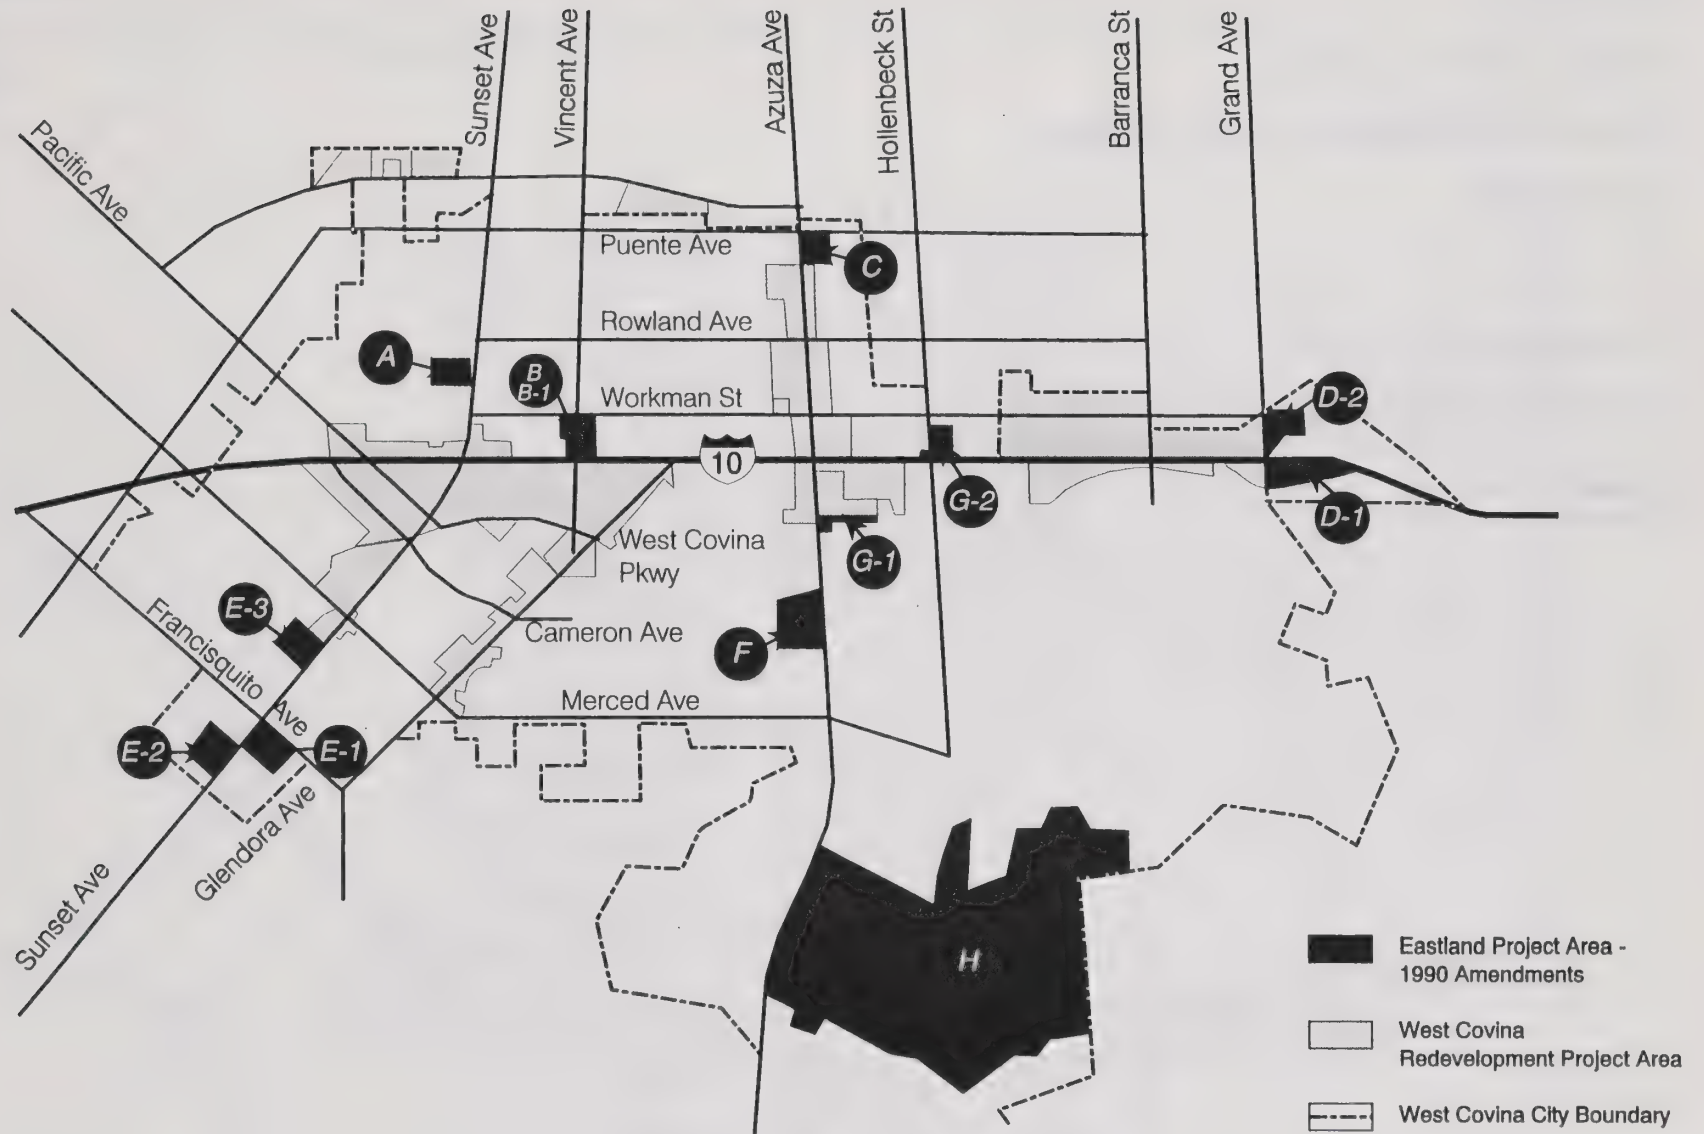 Sunset Ave
Vincent Ave
Azuza Ave
Hollenbeck St
Barranca St
Grand Ave
Pacific Ave
Puente Ave
C
Rowland Ave
A
B
B-1
Workman St
D-2
10
G-2
D-1
West Covina
Pkwy
G-1
E-3
Francisquito Ave
Cameron Ave
F
Merced Ave
E-2
E-1
Glendora Ave
Sunset Ave
H
Eastland Project Area -
1990 Amendments
West Covina
Redevelopment Project Area
West Covina City Boundary